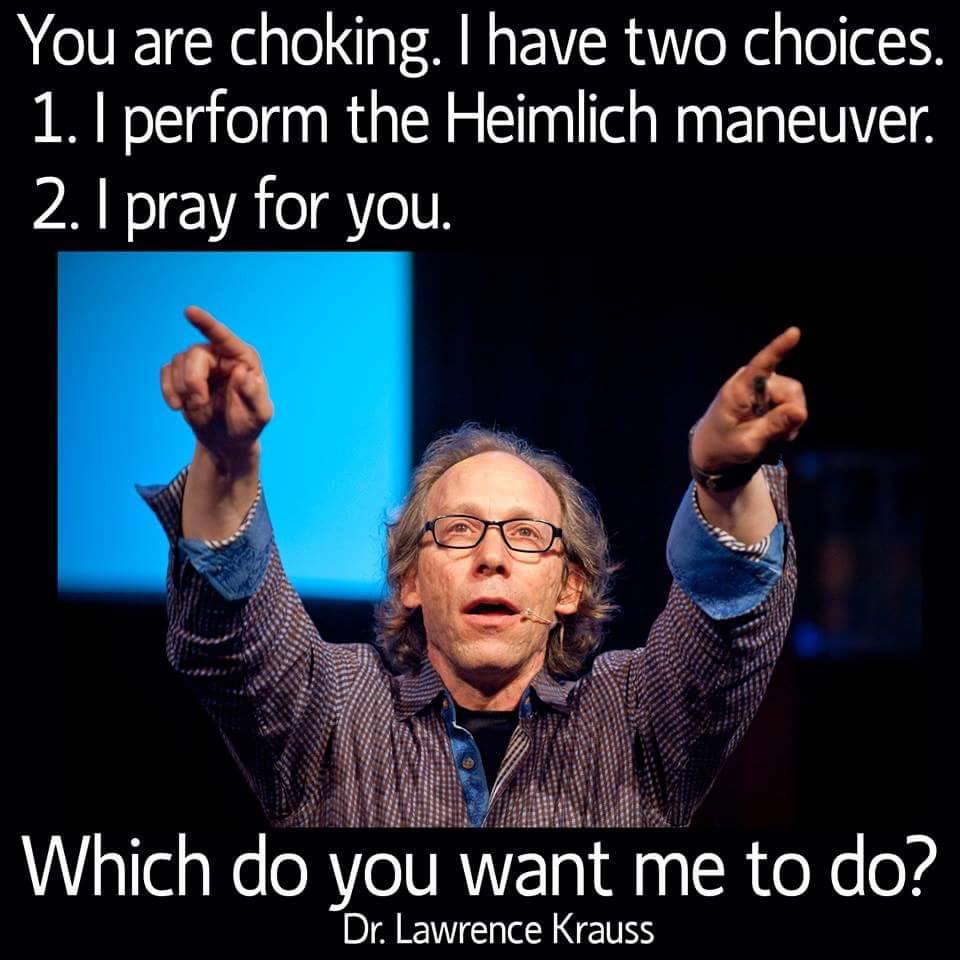 You are choking. I have two choices.
1. I perform the Heimlich maneuver.
2. I pray for you.
Which do you want me to do?
Dr. Lawrence Krauss